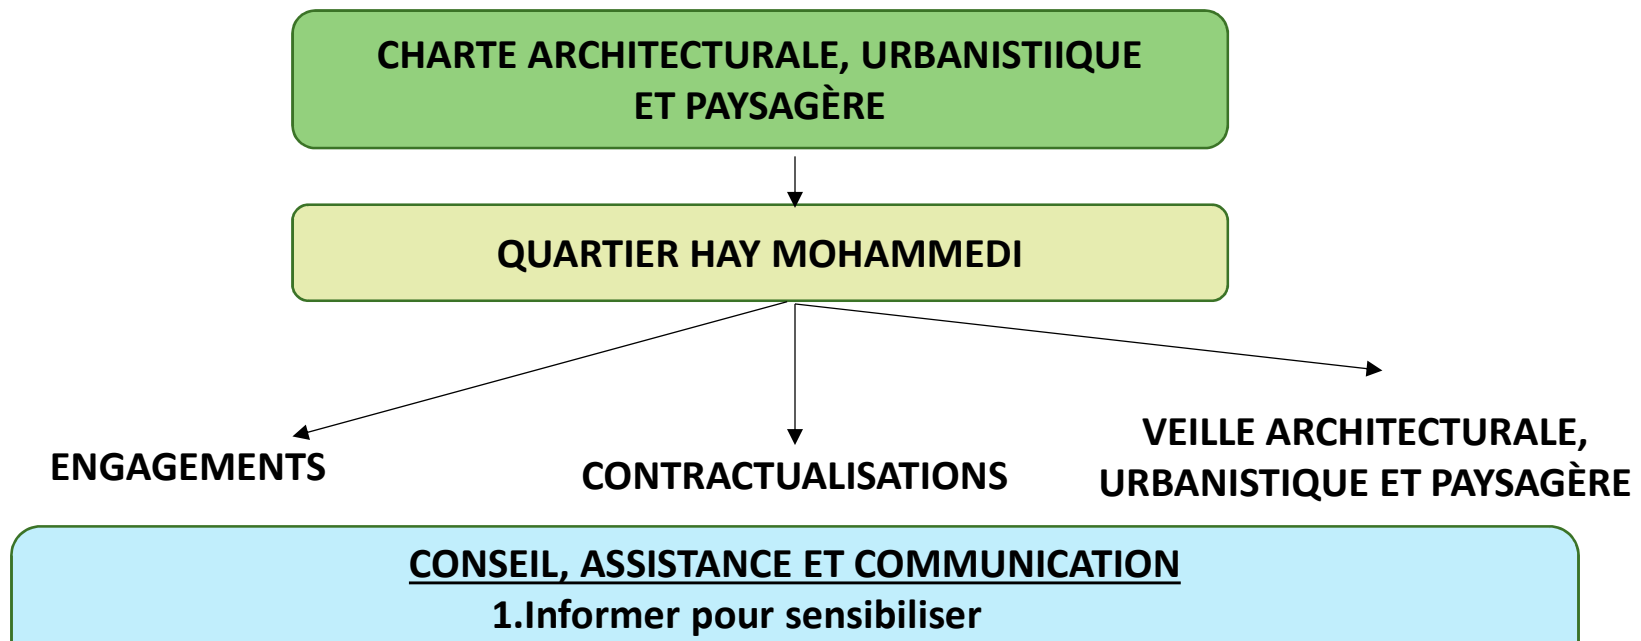 CHARTE ARCHITECTURALE, URBANISTIIQUE
ET PAYSAGÈRE
QUARTIER HAY MOHAMMEDI
ENGAGEMENTS
CONTRACTUALISATIONS
VEILLE ARCHITECTURALE,
URBANISTIQUE ET PAYSAGÈRE
CONSEIL, ASSISTANCE ET COMMUNICATION
1.Informer pour sensibiliser